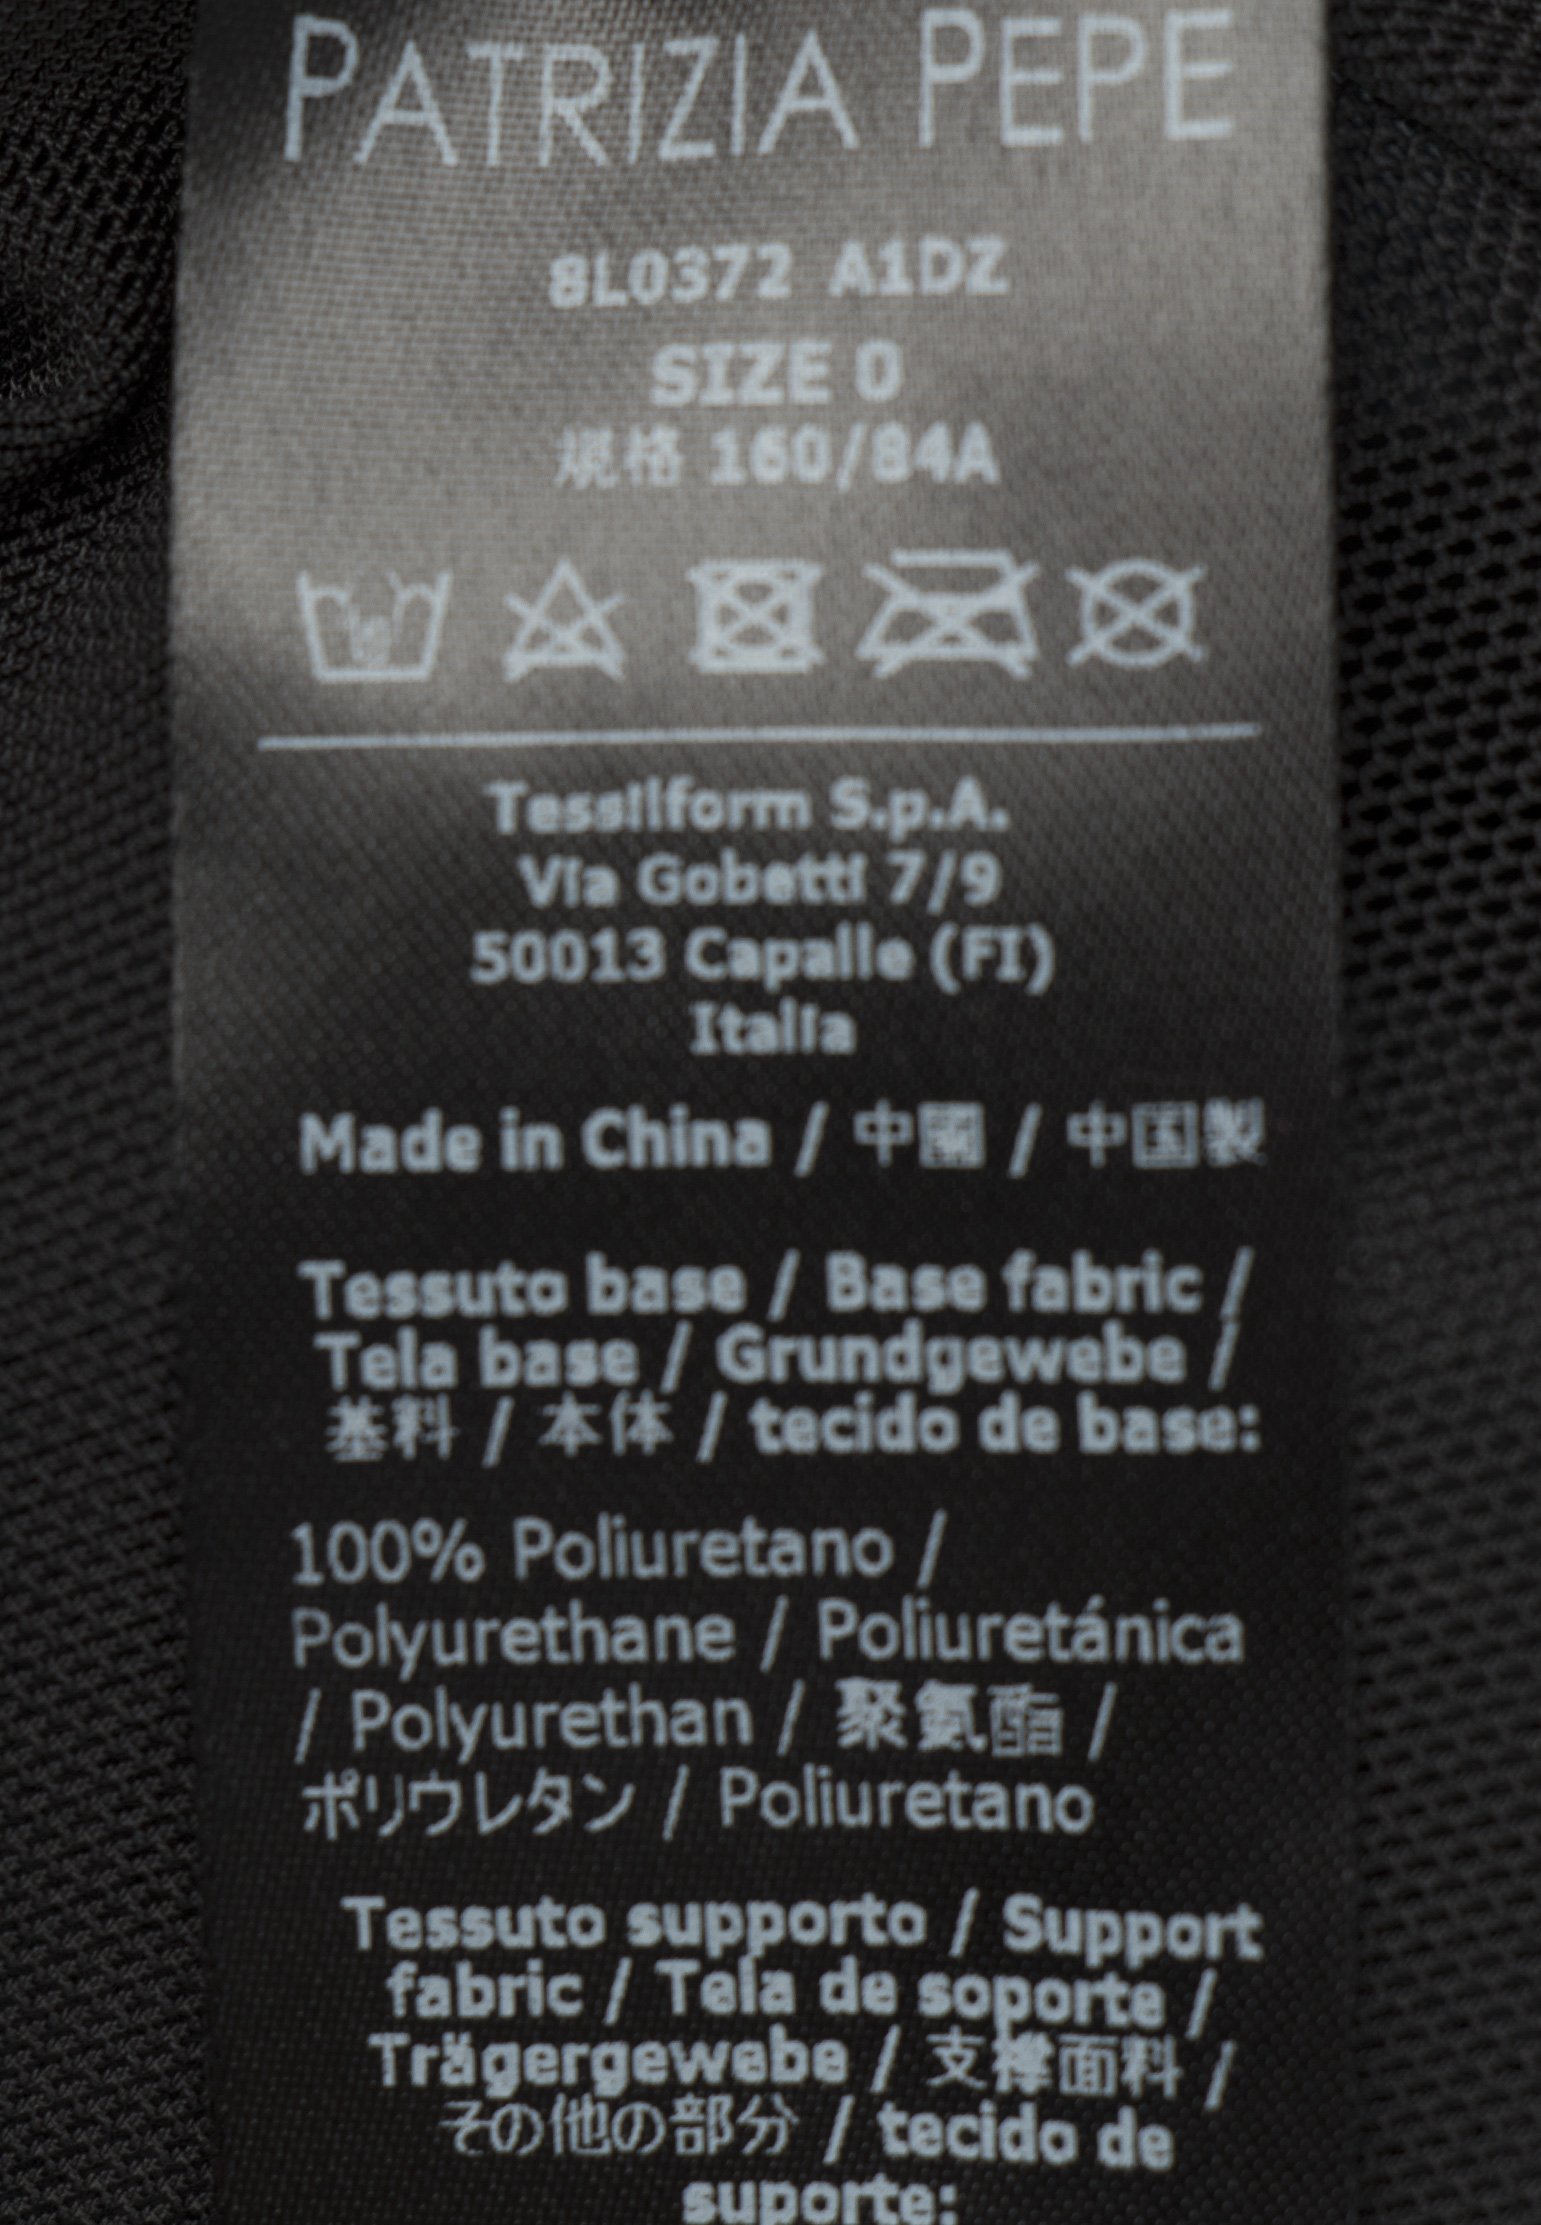 PATRIZIA PEPE
8L0372 A1DZ
SIZE 0
規格 160/84A
Tessilform S.p.A.
Via Gobetti 7/9
50013 Capalle (FI)
Italia
Made in China / 中國 / 中国製
Tessuto base / Base fabric /
Tela base / Grundgewebe /
基料 / 本体 / tecido de base:
100% Poliuretano /
Polyurethane / Poliuretánica
/ Polyurethan / 聚氨酯 /
ポリウレタン / Poliuretano
Tessuto supporto / Support
fabric / Tela de soporte /
Trägergewebe / 支撑面料 /
その他の部分 / tecido de
suporte: